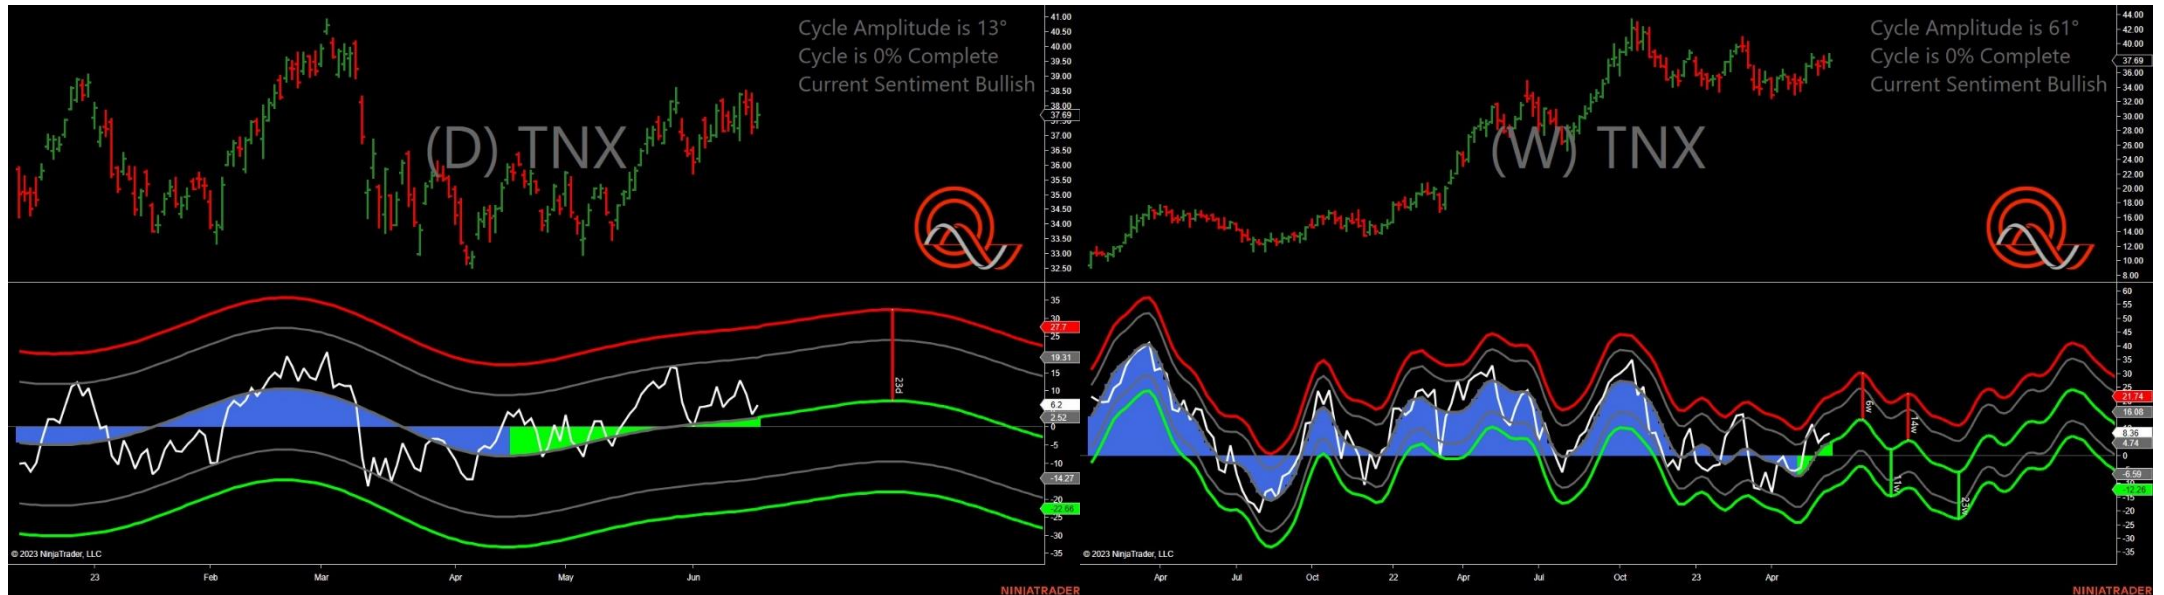 Cycle Amplitude is 13°
Cycle is 0% Complete
Current Sentiment Bullish
(D) TNX
41.00
40.50
40.00
39.50
39.00
38.50
38.00
37.69
37.00
36.50
36.00
35.50
35.00
34.50
34.00
33.50
33.00
32.50
35
30
27.7
25
19.31
15
10
6.2
2.52
0
-5
-10
-14.27
-20
-22.66
-25
-30
-35
23d
© 2023 NinjaTrader, LLC
23
Feb
Mar
Apr
May
Jun
NINJATRADER
Cycle Amplitude is 61°
Cycle is 0% Complete
Current Sentiment Bullish
(W) TNX
44.00
42.00
40.00
37.69
36.00
34.00
32.00
30.00
28.00
26.00
24.00
22.00
20.00
18.00
16.00
14.00
12.00
10.00
8.00
60
55
50
45
40
35
30
25
21.74
16.08
8.36
4.74
0
-6.59
-12.26
-15
-20
-25
-30
-35
6w
14w
11w
23w
© 2023 NinjaTrader, LLC
Apr
Jul
Oct
22
Apr
Jul
Oct
23
Apr
NINJATRADER